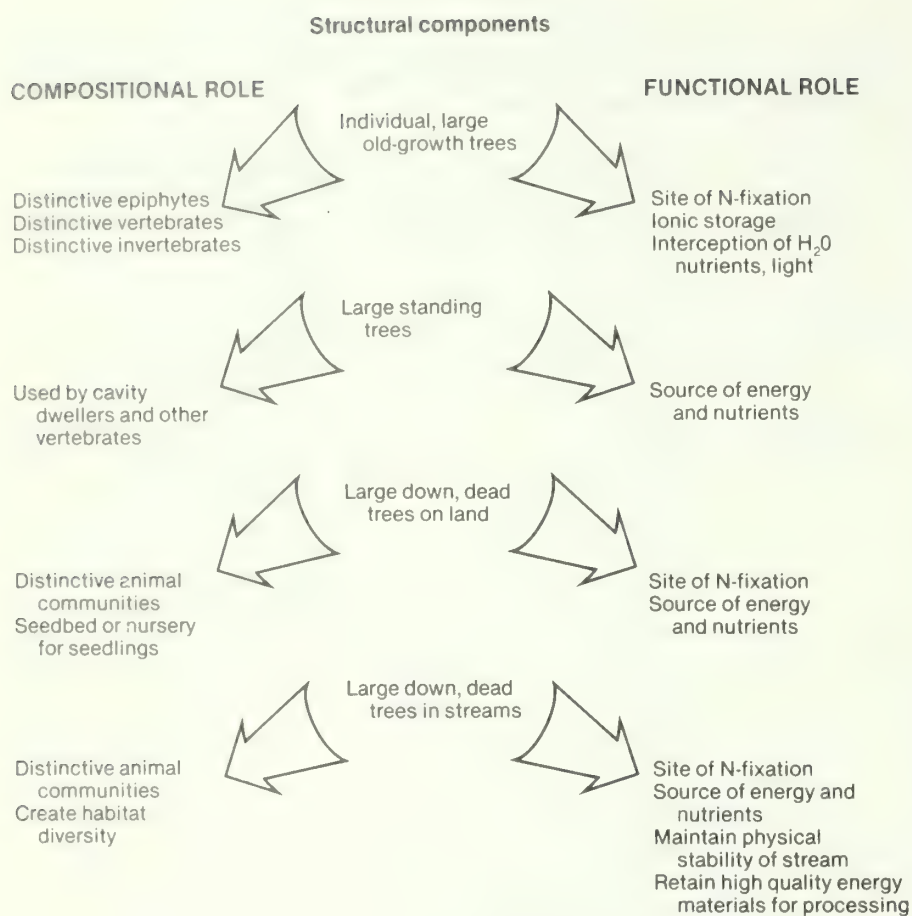 Structural components
COMPOSITIONAL ROLE
FUNCTIONAL ROLE
Individual, large
old-growth trees
Distinctive epiphytes
Distinctive vertebrates
Distinctive invertebrates
Site of N-fixation
Ionic storage
Interception of H₂0
nutrients, light
Large standing
trees
Used by cavity
dwellers and other
vertebrates
Source of energy
and nutrients
Large down, dead
trees on land
Distinctive animal
communities
Seedbed or nursery
for seedlings
Site of N-fixation
Source of energy
and nutrients
Large down, dead
trees in streams
Distinctive animal
communities
Create habitat
diversity
Site of N-fixation
Source of energy and
nutrients
Maintain physical
stability of stream
Retain high quality energy
materials for processing